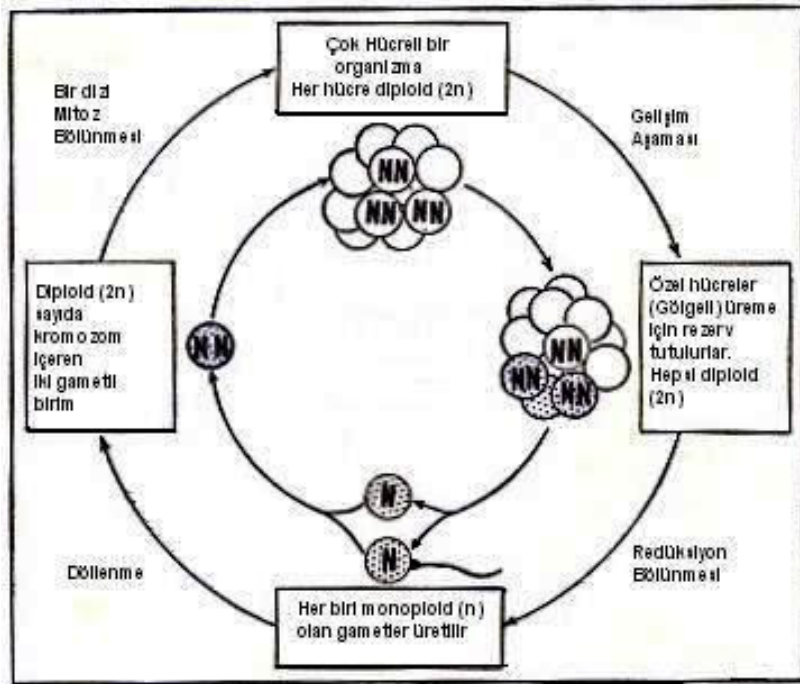 Çok Hücreli bir
organizma
Her hücre diploid (2n)
Bir dizi
Mitoz
Bölünmesi
Gelişim
Aşaması
NN
NN NN
Diploid (2n)
sayıda
kromozom
içeren
iki gametli
birim
NN
Özel hücreler
(Gölgeli) üreme
için rezerv
tutulurlar.
Hepsi diploid
(2n)
NN
NN NN
N
N
Döllenme
Redüksiyon
Bölünmesi
Her biri monoploid (n)
olan gametler üretilir